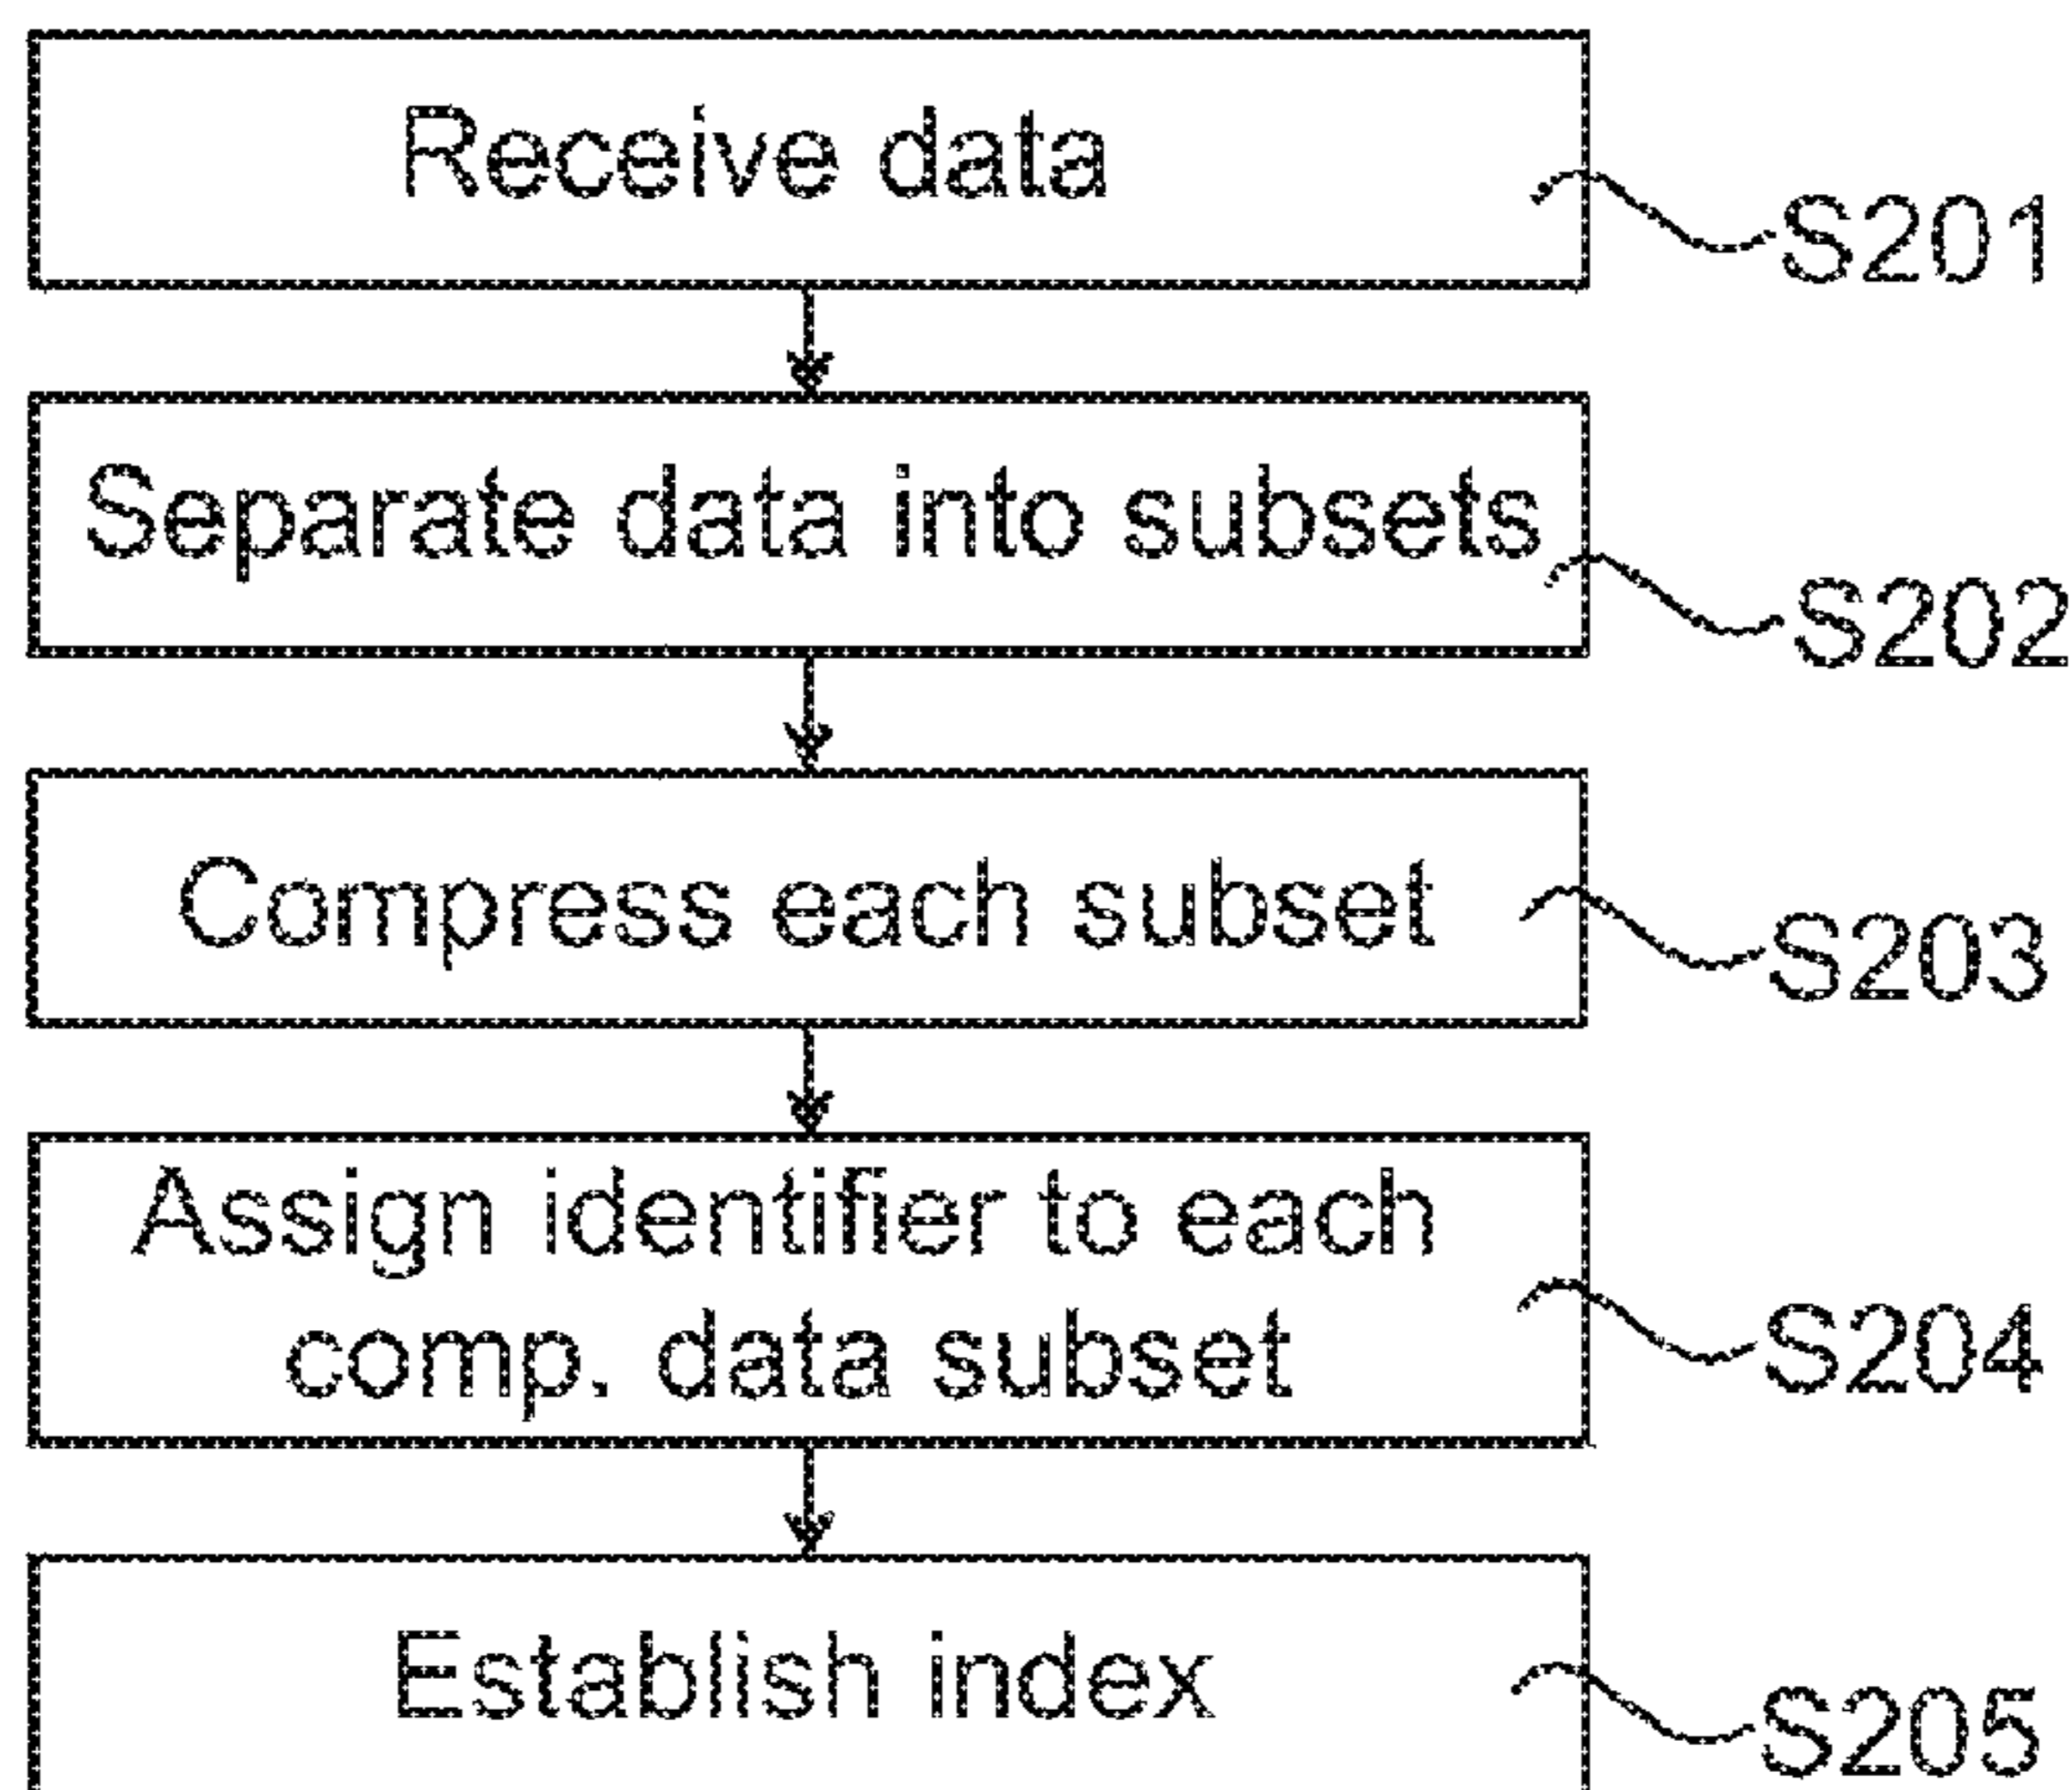 Receive data
S201
Separate data into subsets
S202
Compress each subset
S203
Assign identifier to each
comp. data subset
S204
Establish index
S205